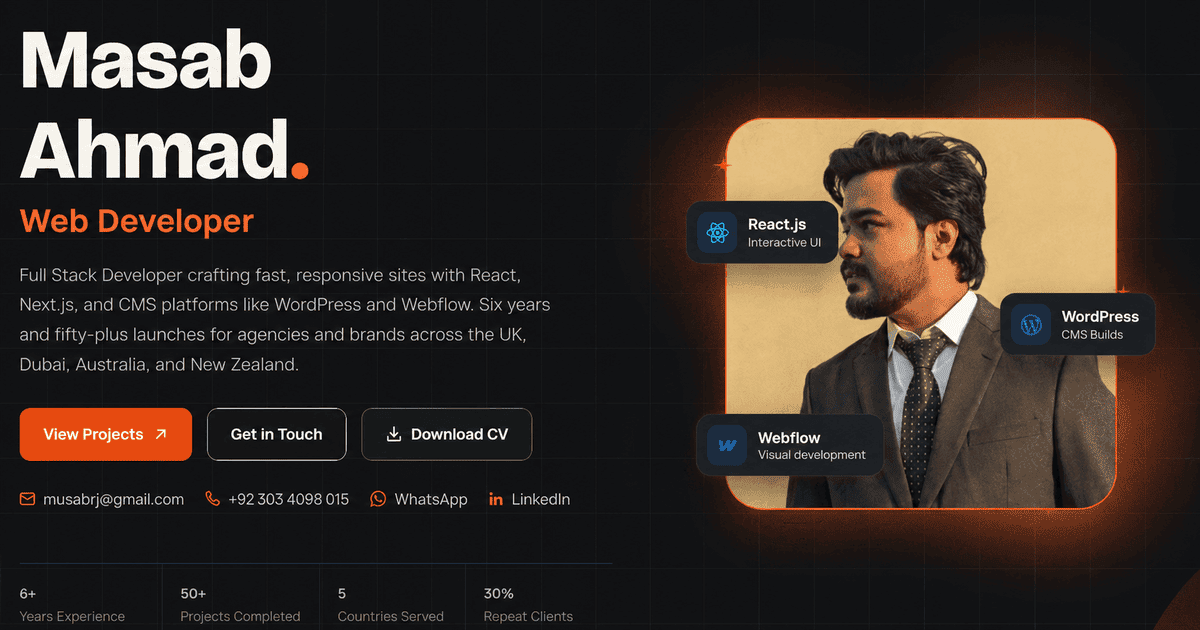 Masab
Ahmad.
Web Developer
Full Stack Developer crafting fast, responsive sites with React,
Next.js, and CMS platforms like WordPress and Webflow. Six years
and fifty-plus launches for agencies and brands across the UK,
Dubai, Australia, and New Zealand.
View Projects
Get in Touch
Download CV
musabrj@gmail.com
+92 303 4098 015
WhatsApp
LinkedIn
6+
Years Experience
50+
Projects Completed
5
Countries Served
30%
Repeat Clients
React.js
Interactive UI
WordPress
CMS Builds
Webflow
Visual development